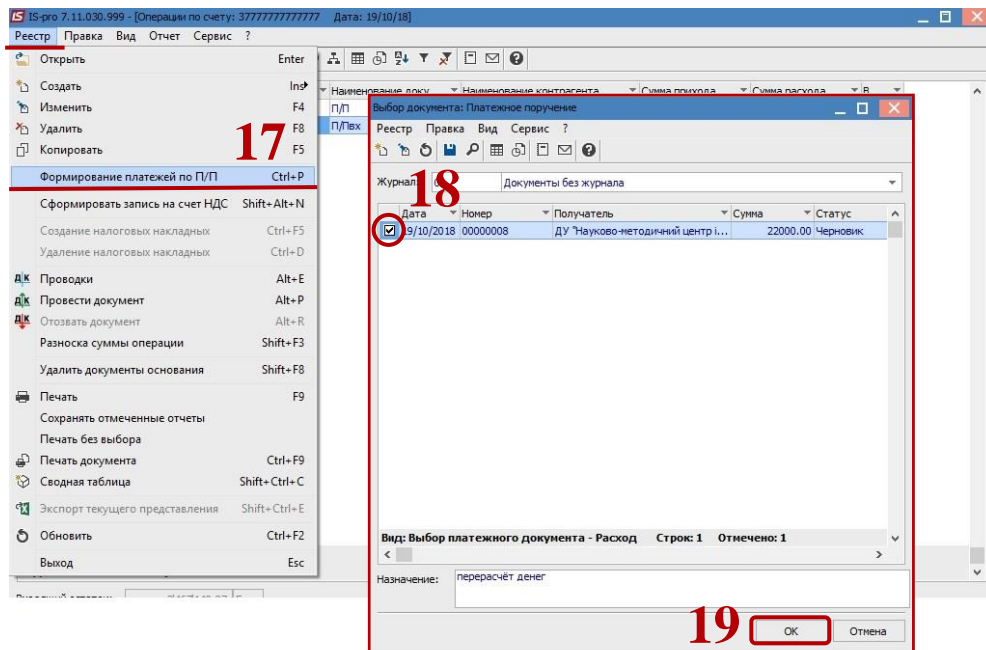 IS-pro 7.11.030.999 - [Операции по счету: 37777777777777 Дата: 19/10/18]
Реестр Правка Вид Отчет Сервис ?
Открыть Enter
Создать Ins
Изменить F4
Удалить F8
Копировать F5
17
Формирование платежей по П/П Ctrl+P
Сформировать запись на счет НДС Shift+Alt+N
Создание налоговых накладных Ctrl+F5
Удаление налоговых накладных Ctrl+D
Проводки Alt+E
Провести документ Alt+P
Отозвать документ Alt+R
Разноска суммы операции Shift+F3
Удалить документы основания Shift+F8
Печать F9
Сохранять отмеченные отчеты
Печать без выбора
Печать документа Ctrl+F9
Сводная таблица Shift+Ctrl+C
Экспорт текущего представления Shift+Ctrl+E
Обновить Ctrl+F2
Выход Esc
Наименование доку Наименование контрагента Сумма прихода Сумма расхода В
П/П
П/Пвх
Выбор документа: Платежное поручение
Реестр Правка Вид Сервис ?
Журнал: Документы без журнала
18
Дата Номер Получатель Сумма Статус
19/10/2018 00000008 ДУ "Науково-методичний центр і... 22000.00 Черновик
Вид: Выбор платежного документа - Расход Строк: 1 Отмечено: 1
Назначение: перерасчёт денег
19
OK Отмена